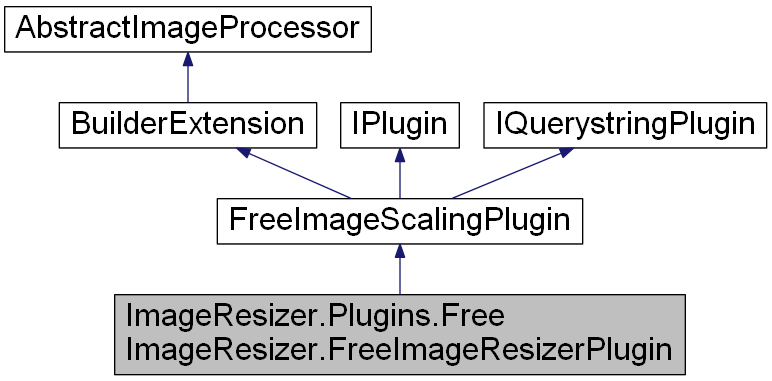 AbstractImageProcessor
BuilderExtension
IPlugin
IQuerystringPlugin
FreeImageScalingPlugin
ImageResizer.Plugins.Free
ImageResizer.FreeImageResizerPlugin